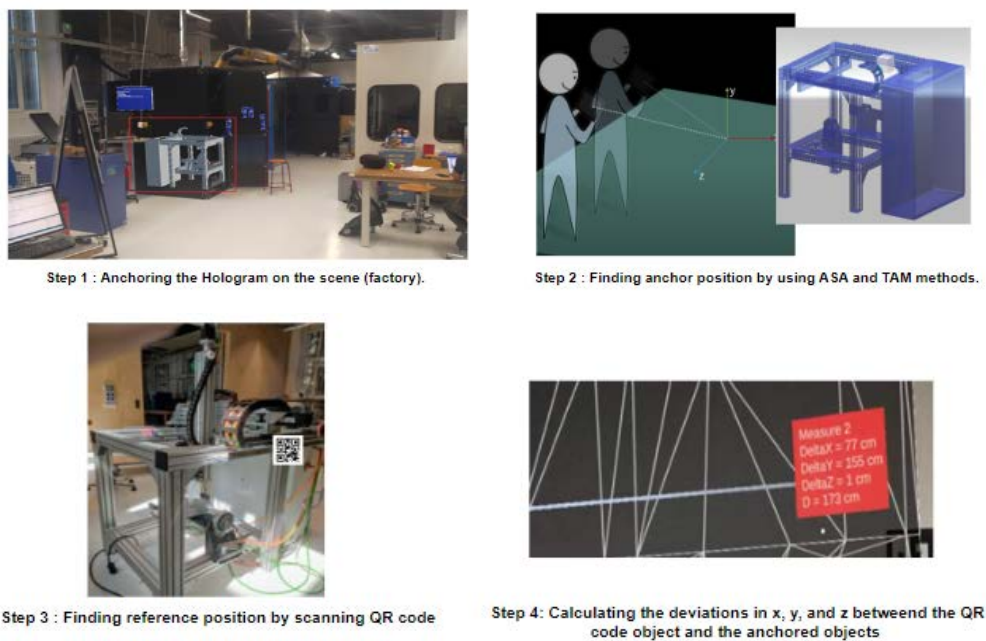 Step 1 : Anchoring the Hologram on the scene (factory).
y
z
Step 2 : Finding anchor position by using ASA and TAM methods.
Step 3 : Finding reference position by scanning QR code
Measure 2
DeltaX = 77 cm
DeltaY = 155 cm
DeltaZ = 1 cm
D = 173 cm
Step 4: Calculating the deviations in x, y, and z betweend the QR
code object and the anchored objects